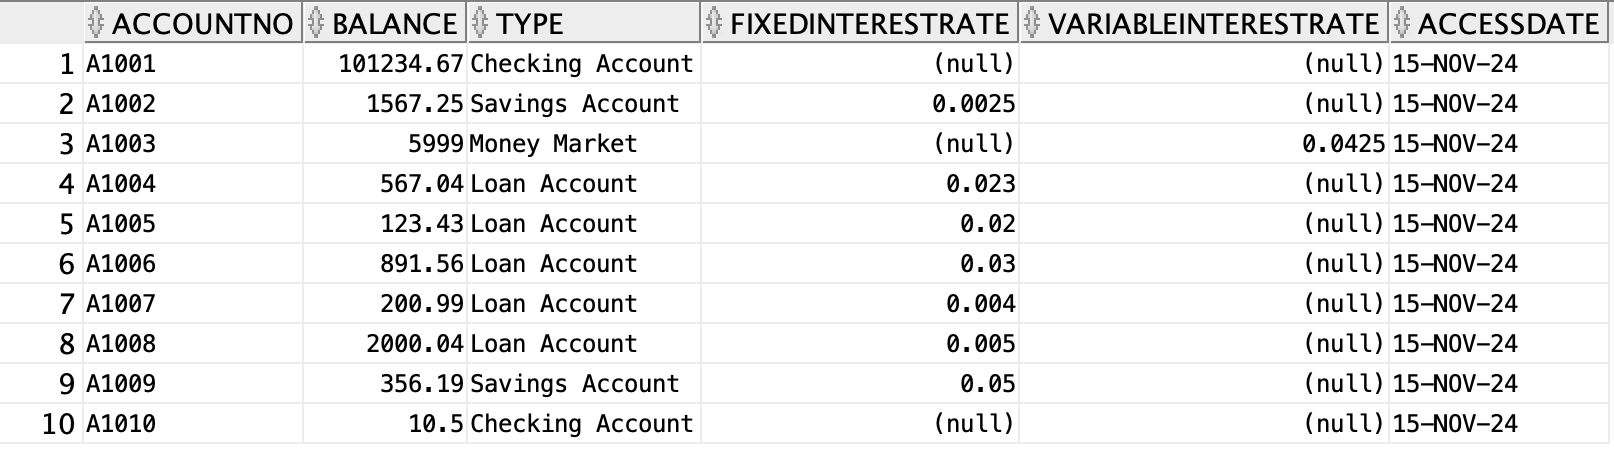 ACCOUNTNO BALANCE TYPE FIXEDINTERESTRATE VARIABLEINTERESTRATE ACCESSDATE
1 A1001 101234.67 Checking Account (null) (null) 15-NOV-24
2 A1002 1567.25 Savings Account 0.0025 (null) 15-NOV-24
3 A1003 5999 Money Market (null) 0.0425 15-NOV-24
4 A1004 567.04 Loan Account 0.023 (null) 15-NOV-24
5 A1005 123.43 Loan Account 0.02 (null) 15-NOV-24
6 A1006 891.56 Loan Account 0.03 (null) 15-NOV-24
7 A1007 200.99 Loan Account 0.004 (null) 15-NOV-24
8 A1008 2000.04 Loan Account 0.005 (null) 15-NOV-24
9 A1009 356.19 Savings Account 0.05 (null) 15-NOV-24
10 A1010 10.5 Checking Account (null) (null) 15-NOV-24